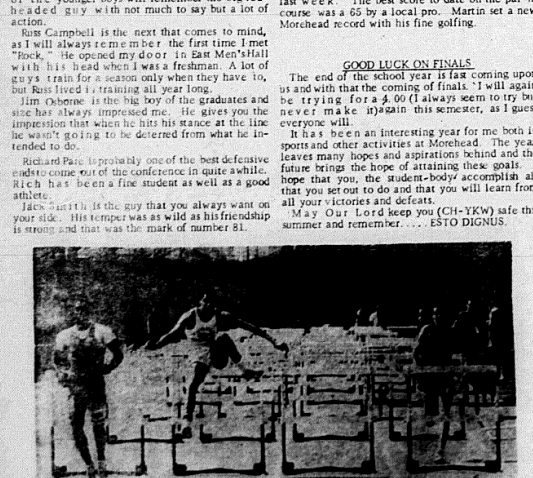 headed guy with not much to say but a lot of
action.
Russ Campbell is the next that comes to mind,
as I will always remember the first time I met
"Rock." He opened my door in East Men'sHall
with his head when I was a freshman. A lot of
guys train for a season only when they have to,
but Russ lived in training all year long.
Jim Osborne is the big boy of the graduates and
size has always impressed me. He gives you the
impression that when he hits his stance at the line
he wasn't going to be deterred from what he in-
tended to do.
Richard Pare is probably one of the best defensive
ends to come out of the conference in quite awhile.
Rich has been a fine student as well as a good
athlete.
Jack Smith is the guy that you always want on
your side. His temper was as wild as his friendship
is strong and that was the mark of number 81.
last week. The best score to date on the par
course was a 65 by a local pro. Martin set a new
Morehead record with his fine golfing.
GOOD LUCK ON FINALS
The end of the school year is fast coming upon
us and with that the coming of finals. I will again
be trying for a 4.00 (I always seem to try but
never make it)again this semester, as I guess
everyone will.
It has been an interesting year for me both in
sports and other activities at Morehead. The year
leaves many hopes and aspirations behind and the
future brings the hope of attaining these goals. I
hope that you, the student-body accomplish all
that you set out to do and that you will learn from
all your victories and defeats.
May Our Lord keep you (CH-YKW) safe this
summer and remember..... ESTO DIGNUS.